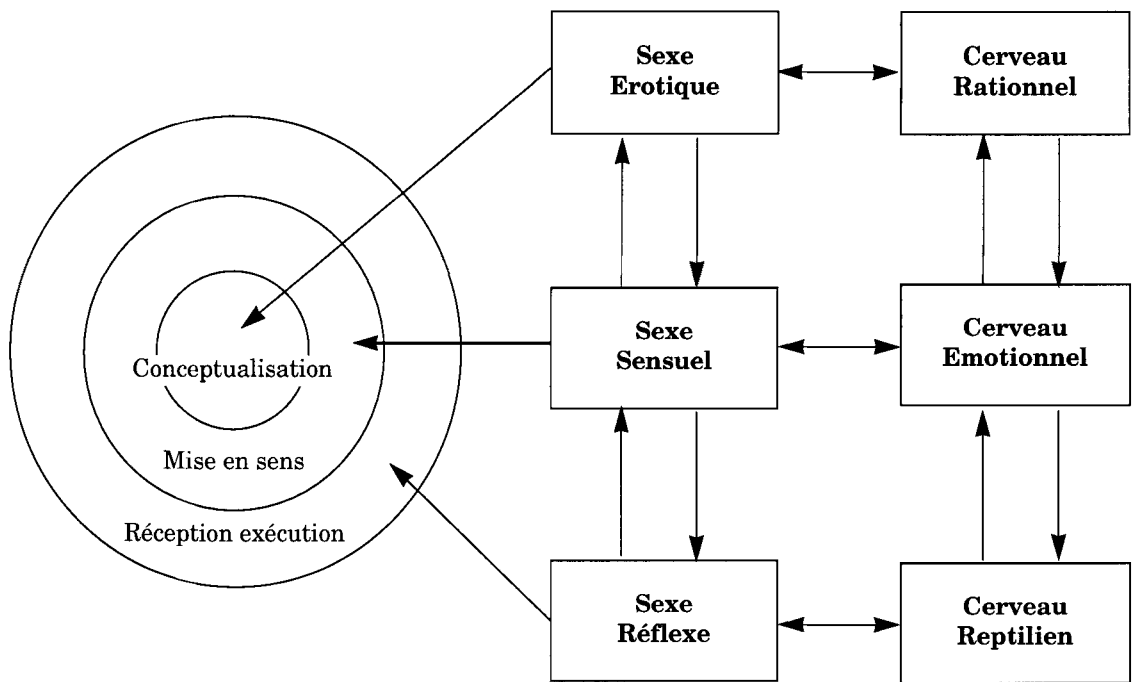 Sexe
Erotique
Cerveau
Rationnel
Conceptualisation
Mise en sens
Réception exécution
Sexe
Sensuel
Cerveau
Emotionnel
Sexe
Réflexe
Cerveau
Reptilien